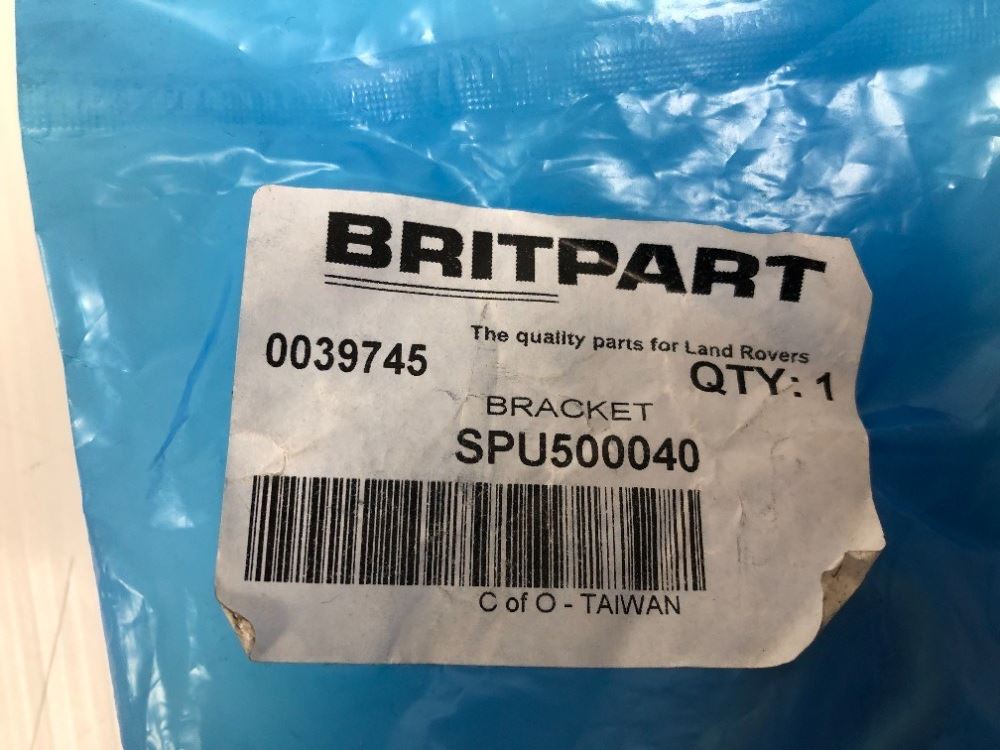 BRITPART
The quality parts for Land Rovers
0039745
QTY: 1
BRACKET
SPU500040
C of O - TAIWAN